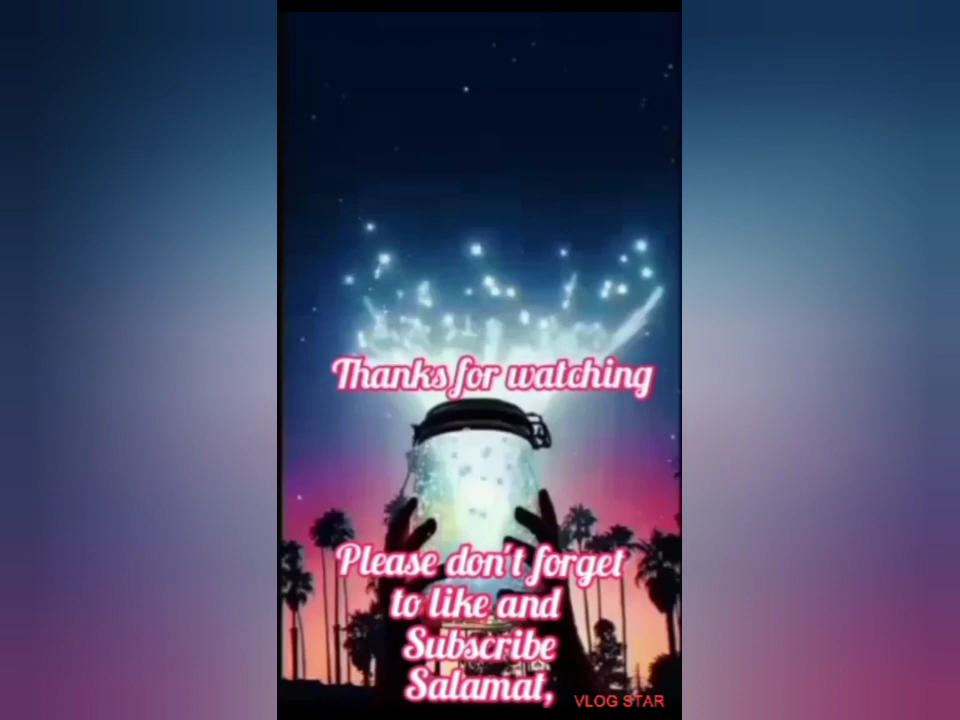 Thanks for watching
Please don't forget
to like and
Subscribe
Salamat,
VLOG STAR